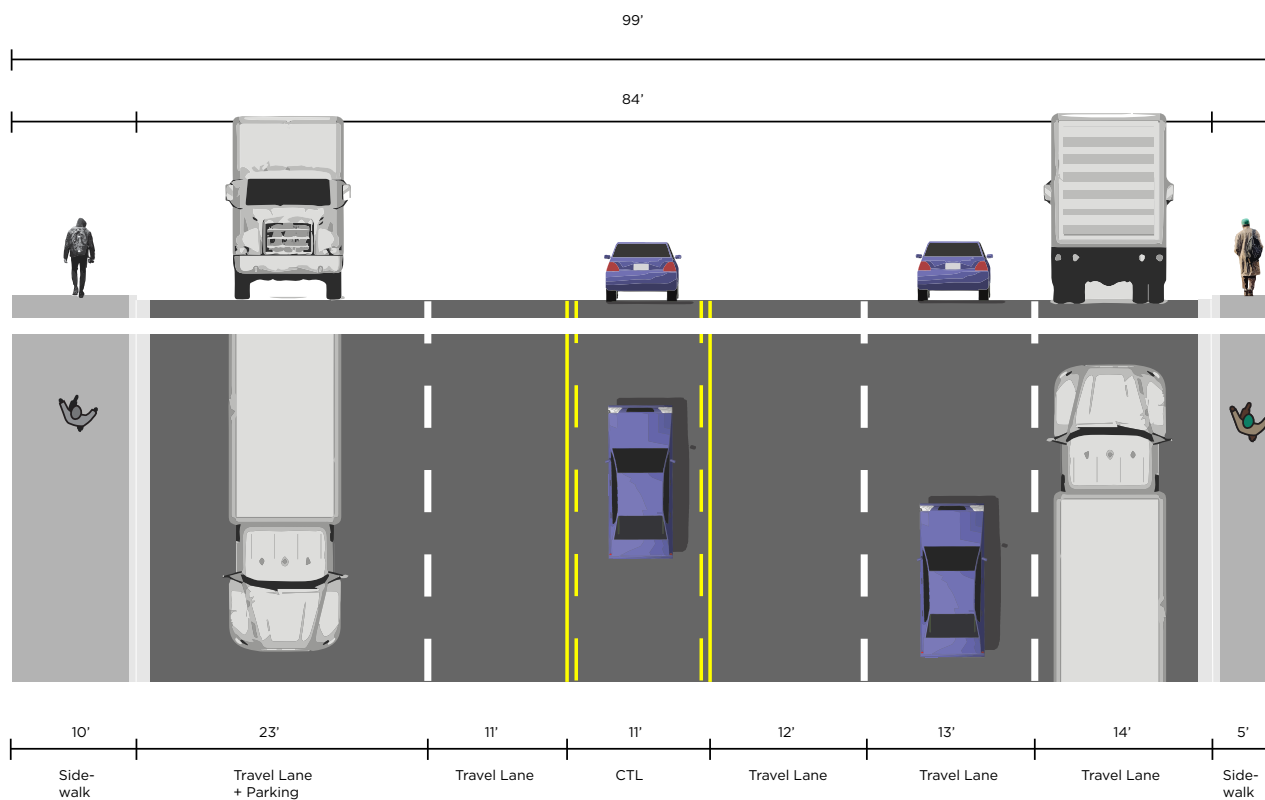 99’
84’
10’
23’
11’
11’
12’
13’
14’
5’
Side-
walk
Travel Lane
+ Parking
Travel Lane
CTL
Travel Lane
Travel Lane
Travel Lane
Side-
walk